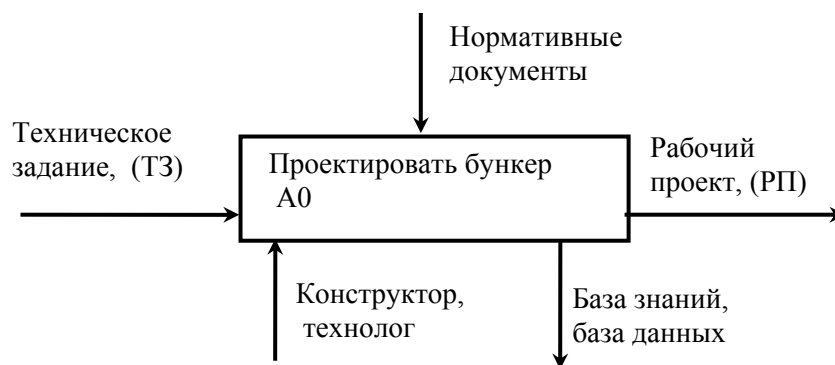 Нормативные
документы
Техническое
задание, (ТЗ)
Проектировать бункер
А0
Рабочий
проект, (РП)
Конструктор,
технолог
База знаний,
база данных